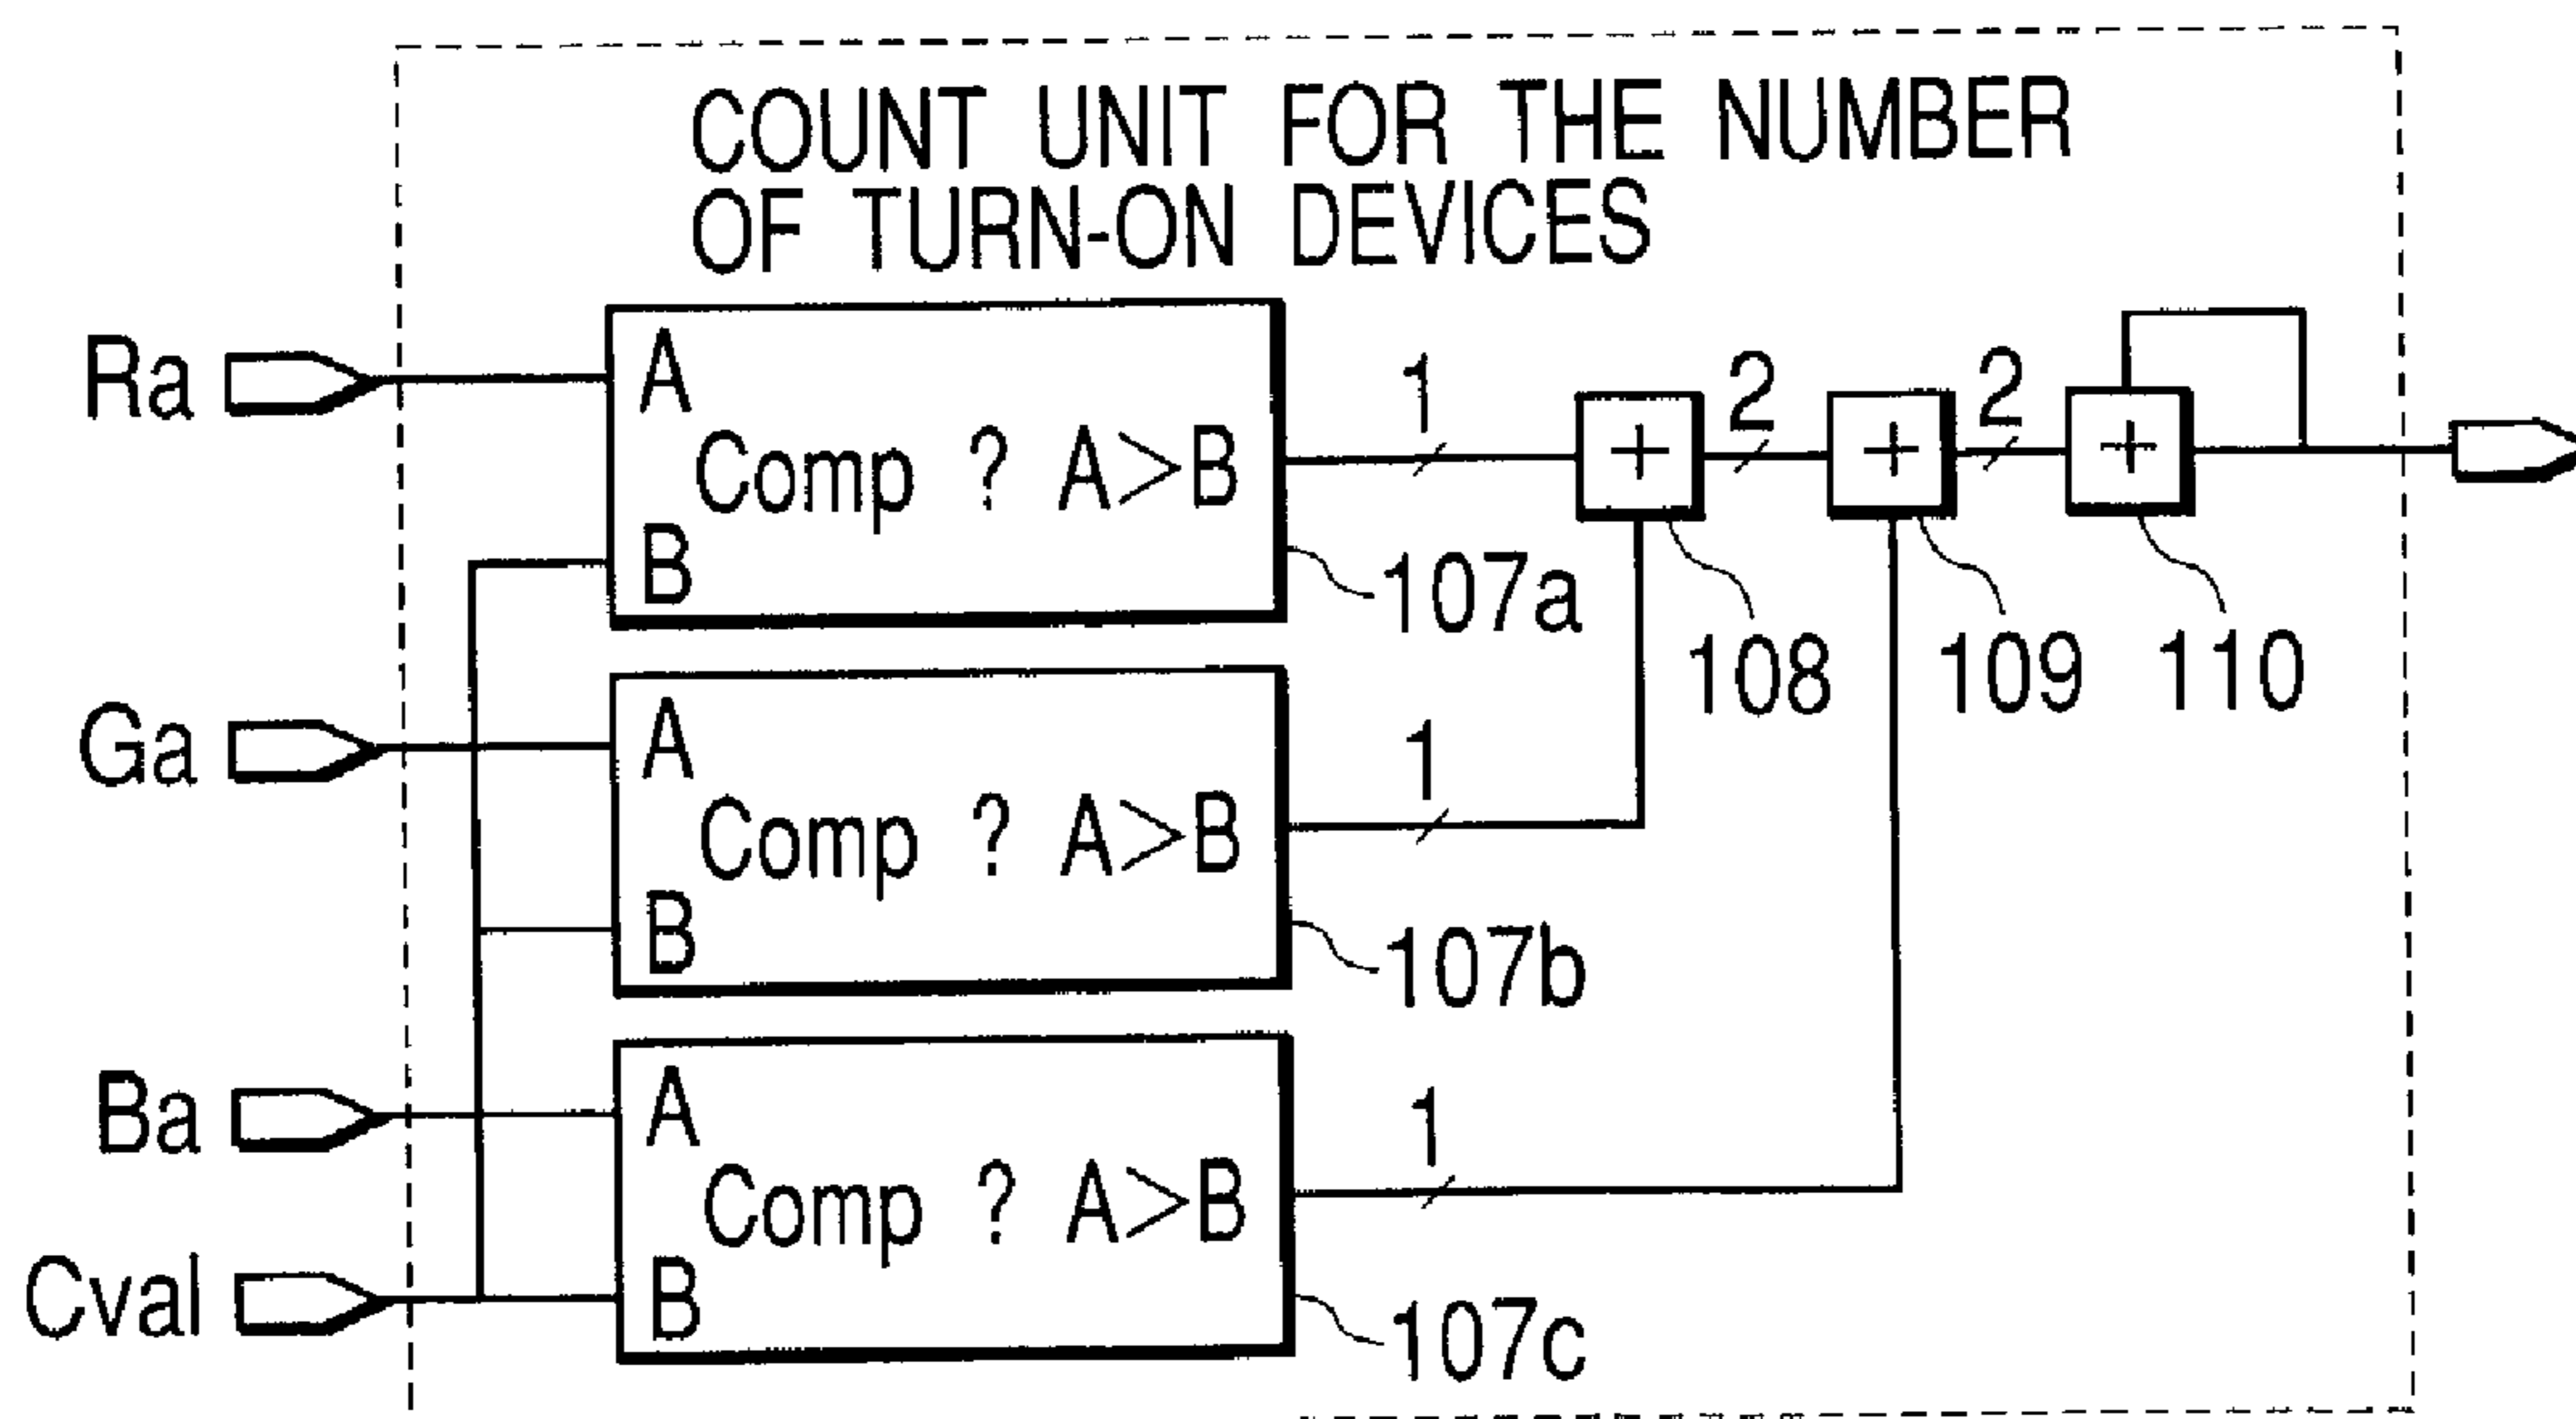 COUNT UNIT FOR THE NUMBER
OF TURN-ON DEVICES
Ra
A
Comp ? A>B
B
107a
1
+
2
+
2
+
108
109
110
Ga
A
Comp ? A>B
B
107b
1
Ba
A
Comp ? A>B
B
107c
1
Cval